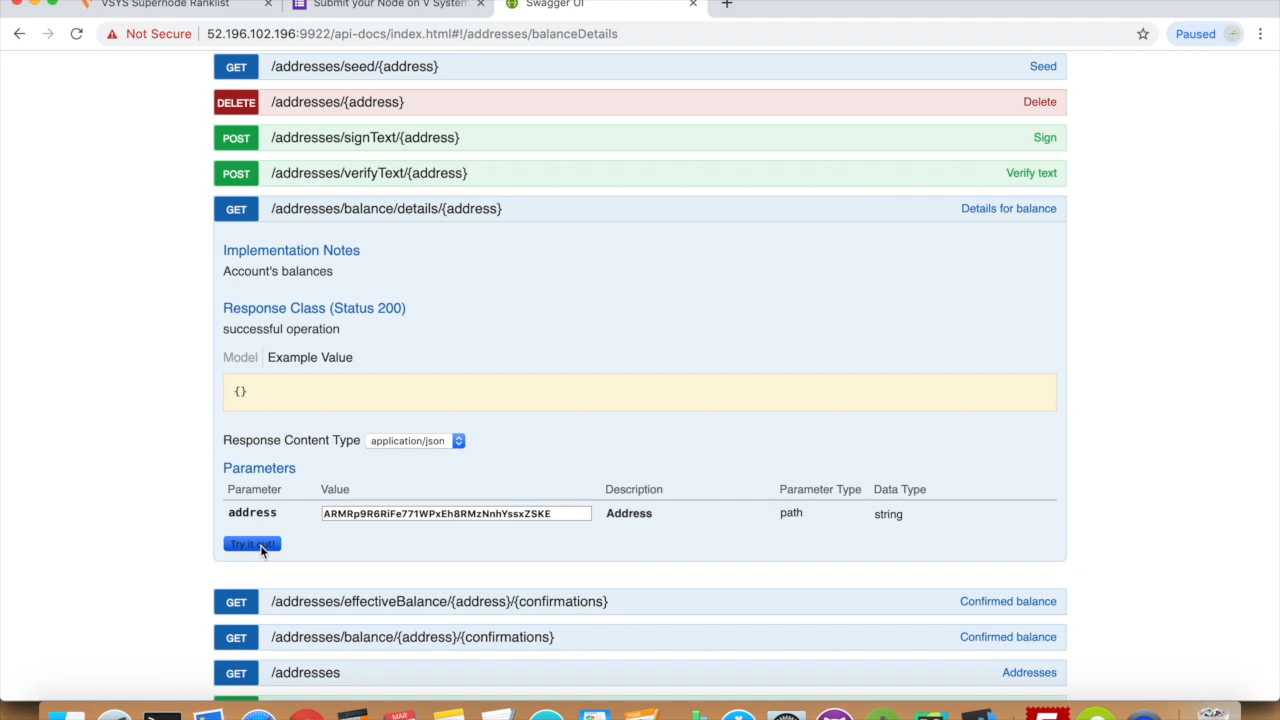 VSYS Supernode Ranklist
Submit your Node on V System
Swagger UI
Not Secure
52.196.102.196:9922/api-docs/index.html#!/addresses/balanceDetails
Paused
GET /addresses/seed/{address} Seed
DELETE /addresses/{address} Delete
POST /addresses/signText/{address} Sign
POST /addresses/verifyText/{address} Verify text
GET /addresses/balance/details/{address} Details for balance
Implementation Notes
Account's balances
Response Class (Status 200)
successful operation
Model Example Value
{}
Response Content Type application/json
Parameters
Parameter Value Description Parameter Type Data Type
address ARMRp9R6RiFe771WPxEh8RMzNnhYssxZSKE Address path string
Try it out!
GET /addresses/effectiveBalance/{address}/{confirmations} Confirmed balance
GET /addresses/balance/{address}/{confirmations} Confirmed balance
GET /addresses Addresses
MAR